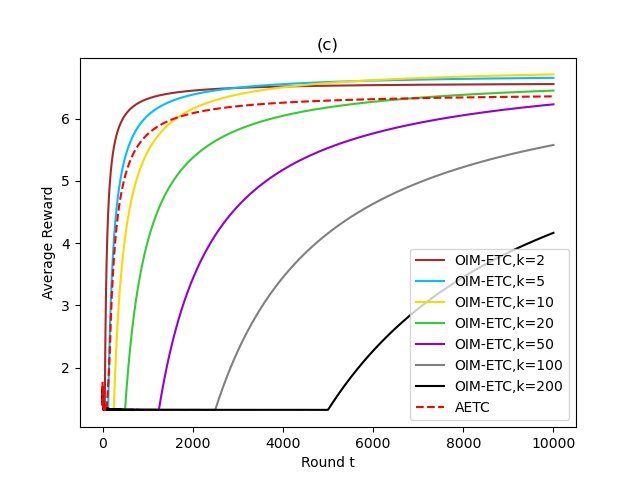 (c)
Average Reward
6
5
4
3
2
0
2000
4000
6000
8000
10000
Round t
OIM-ETC,k=2
OIM-ETC,k=5
OIM-ETC,k=10
OIM-ETC,k=20
OIM-ETC,k=50
OIM-ETC,k=100
OIM-ETC,k=200
AETC